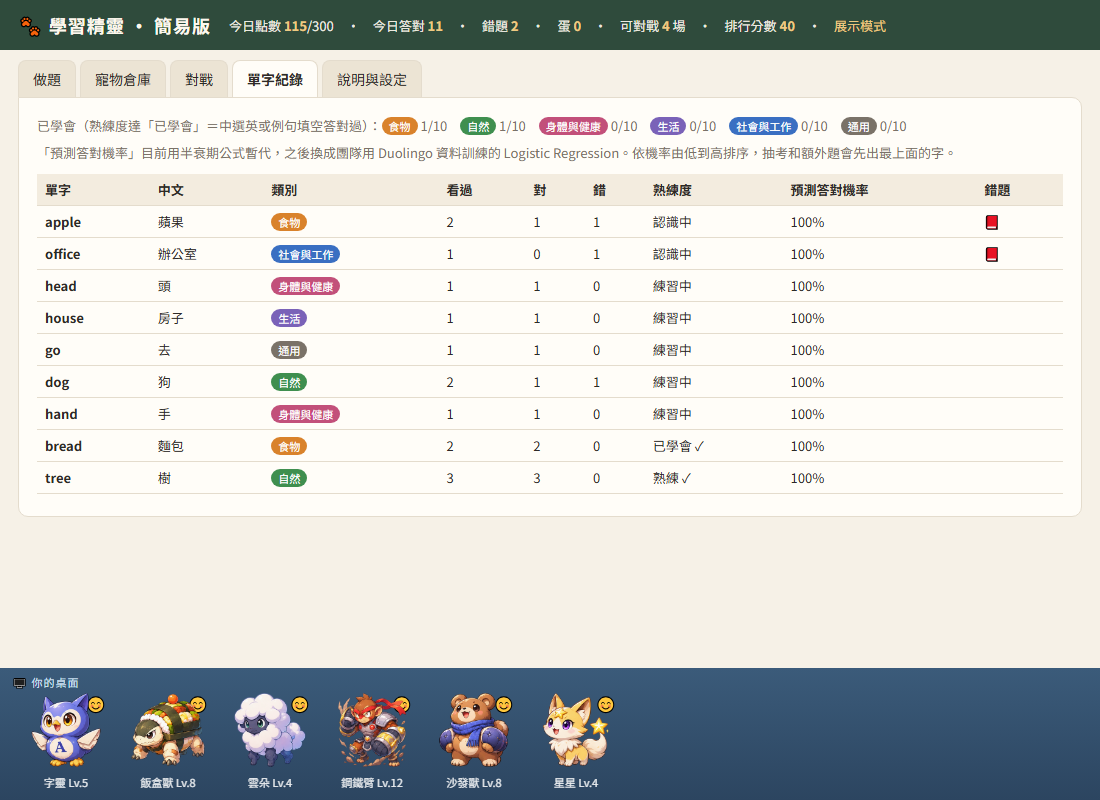 學習精靈 • 簡易版 今日點數 115/300 • 今日答對 11 • 錯題 2 • 蛋 0 • 可對戰 4 場 • 排行分數 40 • 展示模式
做題 寵物倉庫 對戰 單字紀錄 說明與設定
已學會（熟練度達「已學會」＝中選英或例句填空答對過）： 食物 1/10 自然 1/10 身體與健康 0/10 生活 0/10 社會與工作 0/10 通用 0/10
「預測答對機率」目前用半衰期公式暫代，之後換成團隊用 Duolingo 資料訓練的 Logistic Regression。依機率由低到高排序，抽考和額外題會先出最上面的字。
單字 中文 類別 看過 對 錯 熟練度 預測答對機率 錯題
apple 蘋果 食物 2 1 1 認識中 100%
office 辦公室 社會與工作 1 0 1 認識中 100%
head 頭 身體與健康 1 1 0 練習中 100%
house 房子 生活 1 1 0 練習中 100%
go 去 通用 1 1 0 練習中 100%
dog 狗 自然 2 1 1 練習中 100%
hand 手 身體與健康 1 1 0 練習中 100%
bread 麵包 食物 2 2 0 已學會 ✓ 100%
tree 樹 自然 3 3 0 熟練 ✓ 100%
你的桌面
A
字靈 Lv.5 飯盒獸 Lv.8 雲朵 Lv.4 鋼鐵臂 Lv.12 沙發獸 Lv.8 星星 Lv.4